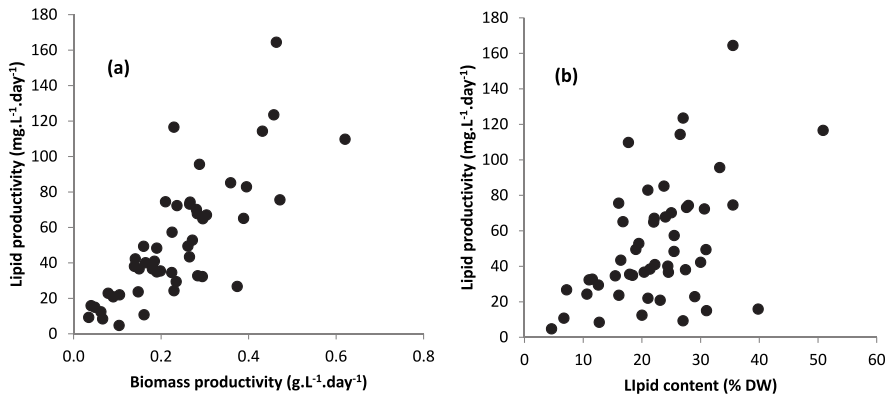 (a)
Lipid productivity (mg.L⁻¹.day⁻¹)
180
160
140
120
100
80
60
40
20
0
0.0 0.2 0.4 0.6 0.8
Biomass productivity (g.L⁻¹.day⁻¹)
(b)
Lipid productivity (mg.L⁻¹.day⁻¹)
180
160
140
120
100
80
60
40
20
0
0 10 20 30 40 50 60
LIpid content (% DW)